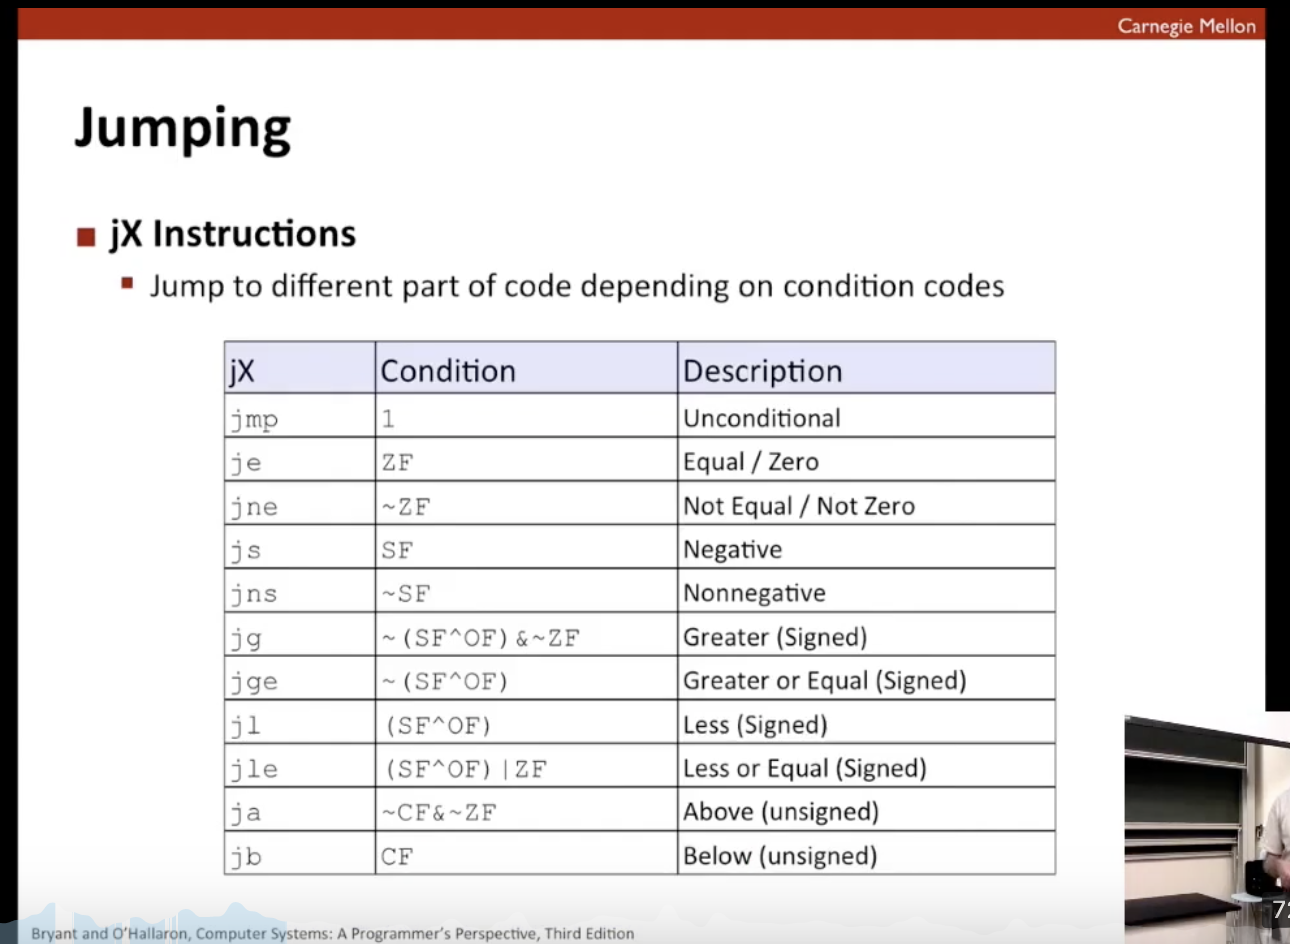 Carnegie Mellon
Jumping
jX Instructions
Jump to different part of code depending on condition codes
jX Condition Description
jmp 1 Unconditional
je ZF Equal / Zero
jne ~ZF Not Equal / Not Zero
js SF Negative
jns ~SF Nonnegative
jg ~(SF^OF)&~ZF Greater (Signed)
jge ~(SF^OF) Greater or Equal (Signed)
jl (SF^OF) Less (Signed)
jle (SF^OF)|ZF Less or Equal (Signed)
ja ~CF&~ZF Above (unsigned)
jb CF Below (unsigned)
Bryant and O'Hallaron, Computer Systems: A Programmer's Perspective, Third Edition